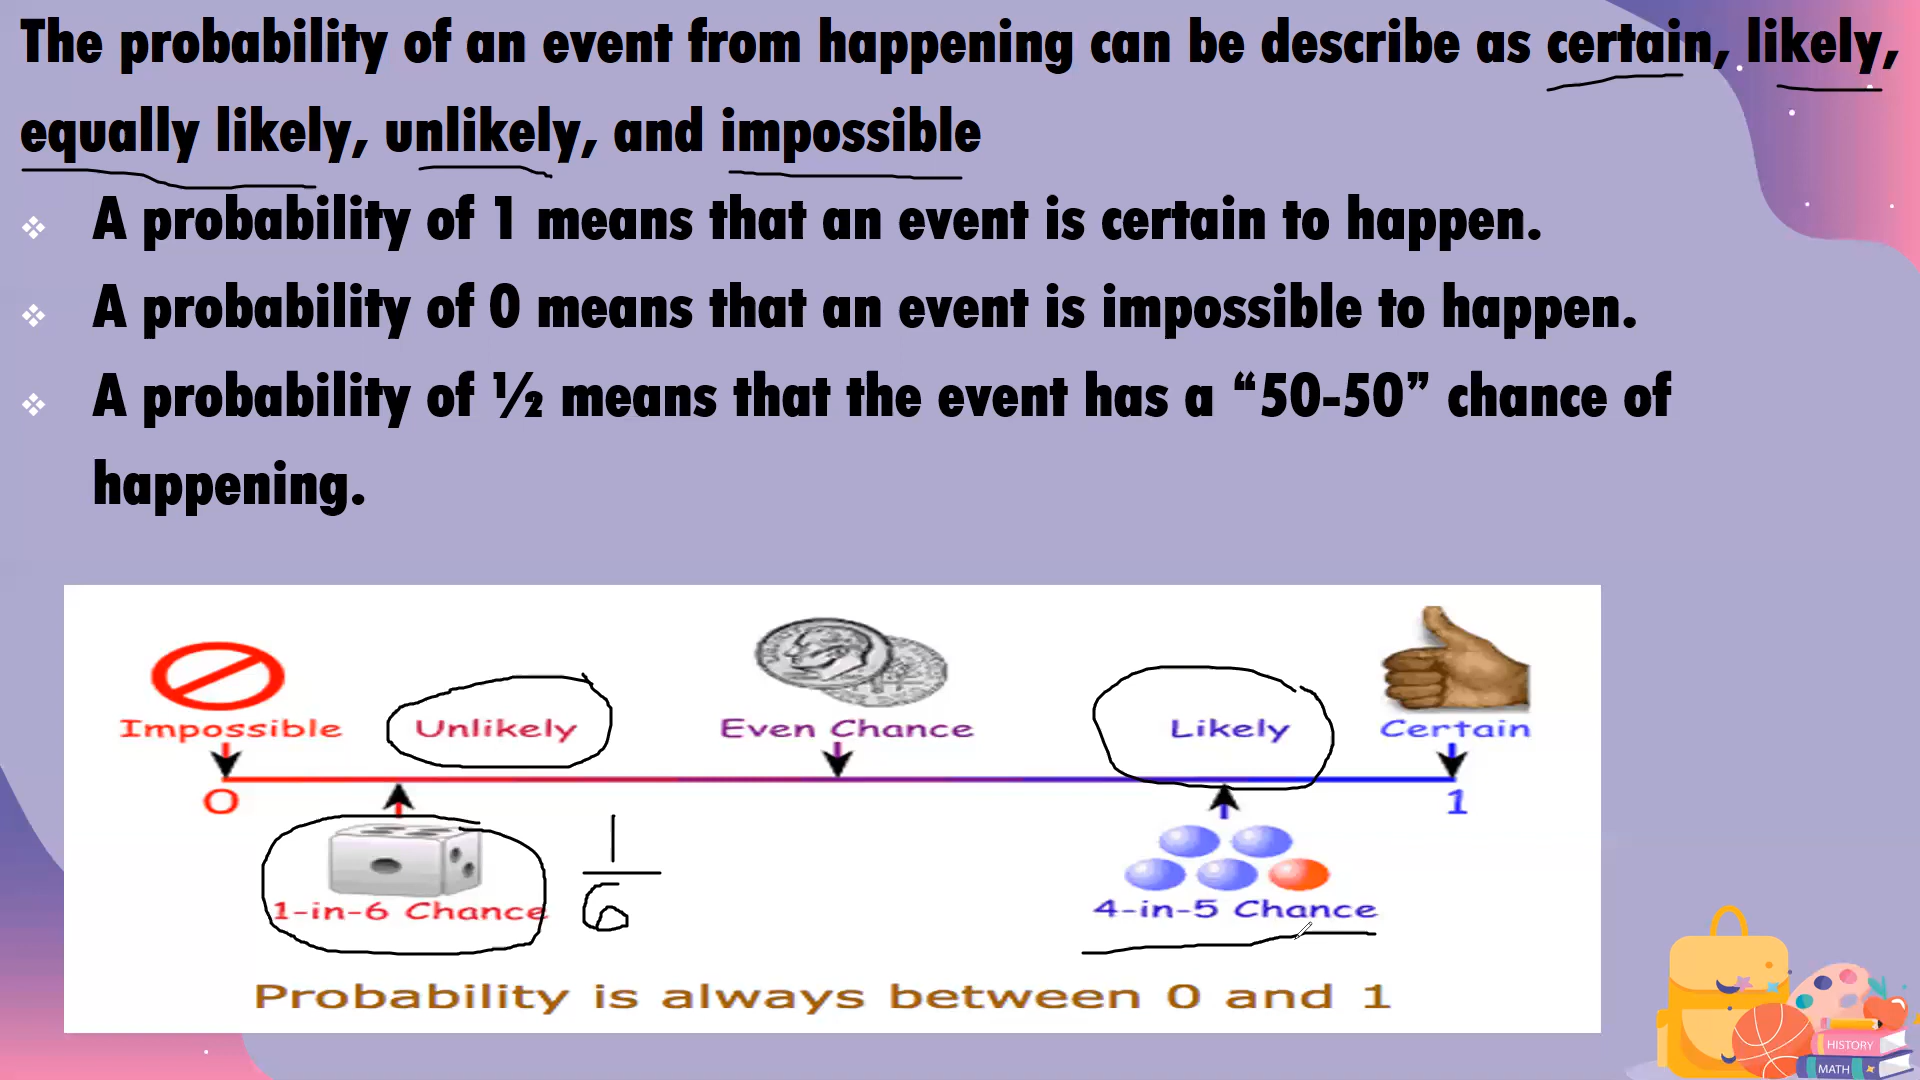 The probability of an event from happening can be describe as certain, likely,
equally likely, unlikely, and impossible
❖ A probability of 1 means that an event is certain to happen.
❖ A probability of 0 means that an event is impossible to happen.
❖ A probability of ½ means that the event has a “50-50” chance of
happening.
Impossible Unlikely Even Chance Likely Certain
0 1
1-in-6 Chance 1/6 4-in-5 Chance
Probability is always between 0 and 1
HISTORY
MATH